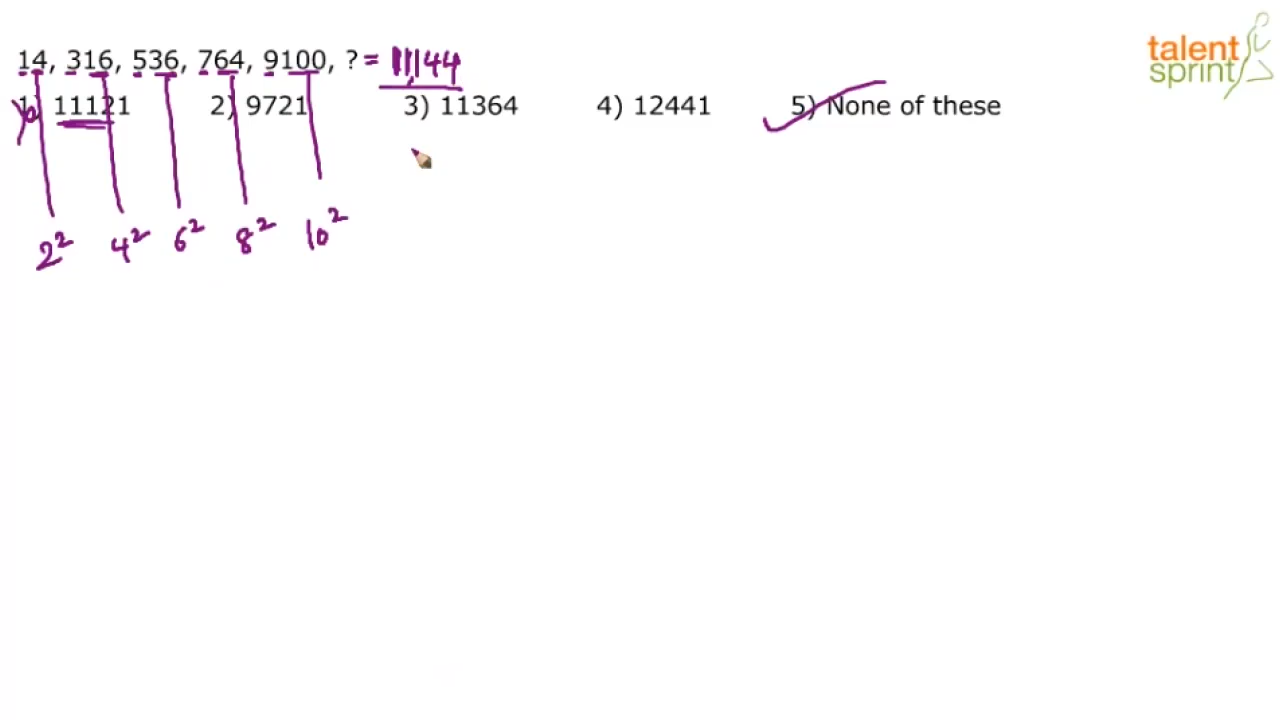 talent
sprint
14, 316, 536, 764, 9100, ? = 11144
1) 11121 2) 9721 3) 11364 4) 12441 5) None of these
2² 4² 6² 8² 10²